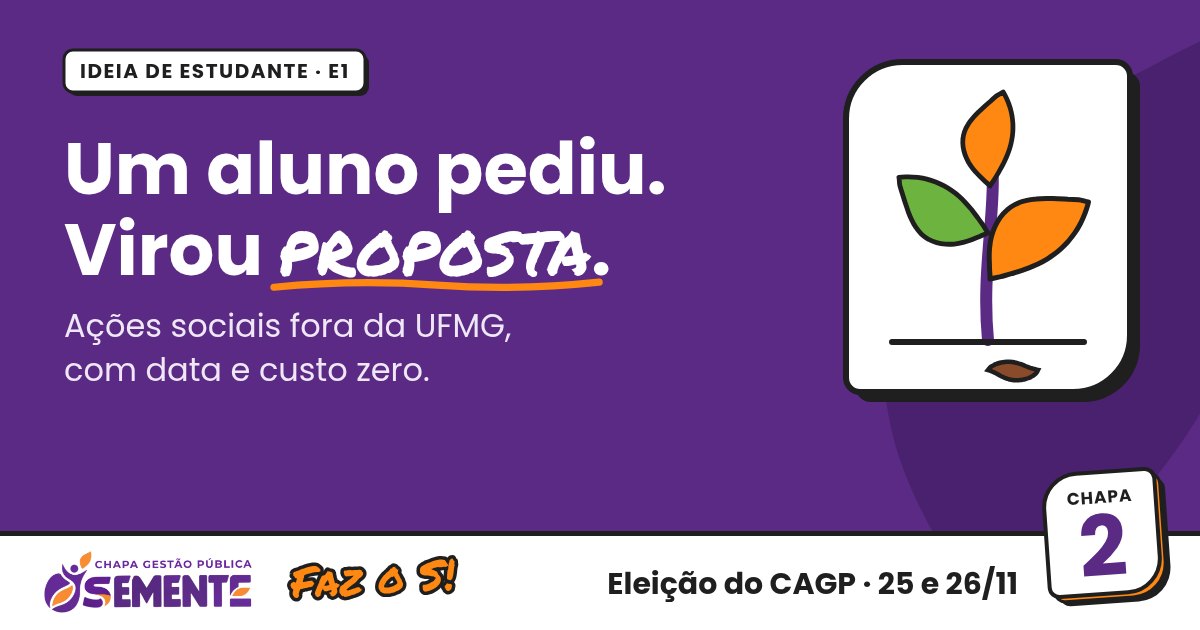 IDEIA DE ESTUDANTE · E1
Um aluno pediu.
Virou PROPOSTA.
Ações sociais fora da UFMG,
com data e custo zero.
CHAPA
2
CHAPA GESTÃO PÚBLICA
SEMENTE
FAZ O S!
Eleição do CAGP · 25 e 26/11